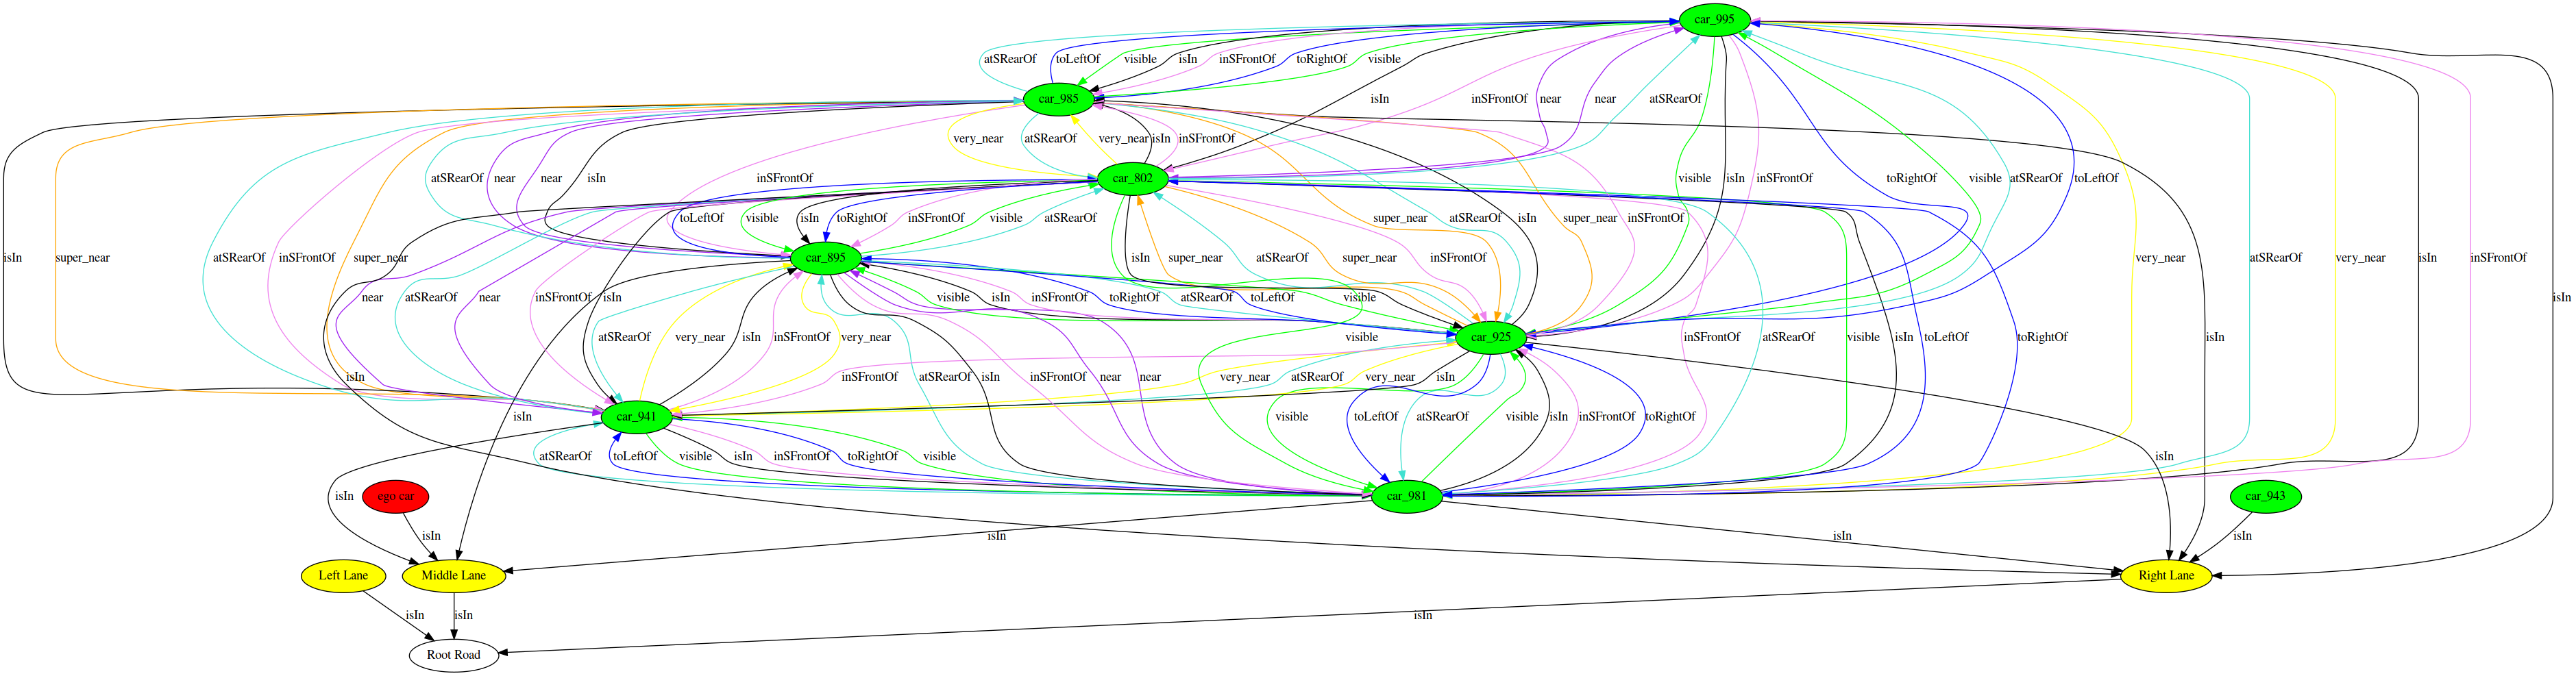 car_995
atSRearOf toLeftOf visible isIn inSFrontOf toRightOf visible
car_985
isIn inSFrontOf near near atSRearOf
very_near atSRearOf very_near isIn inSFrontOf
car_802
atSRearOf near near isIn inSFrontOf visible isIn inSFrontOf toRightOf visible atSRearOf toLeftOf
toLeftOf visible isIn toRightOf inSFrontOf visible atSRearOf super_near atSRearOf isIn super_near inSFrontOf
car_895
isIn super_near atSRearOf inSFrontOf super_near isIn super_near atSRearOf super_near inSFrontOf very_near atSRearOf very_near isIn inSFrontOf
near atSRearOf near inSFrontOf isIn visible isIn inSFrontOf toRightOf atSRearOf toLeftOf visible isIn
car_925
atSRearOf very_near isIn inSFrontOf very_near visible inSFrontOf atSRearOf visible isIn toLeftOf toRightOf isIn
isIn inSFrontOf atSRearOf isIn inSFrontOf near near very_near atSRearOf very_near isIn
car_941
isIn visible toLeftOf atSRearOf visible isIn inSFrontOf toRightOf
atSRearOf toLeftOf visible isIn inSFrontOf toRightOf visible isIn
isIn ego car car_981 car_943
isIn isIn isIn isIn
Left Lane Middle Lane Right Lane
isIn isIn isIn
Root Road